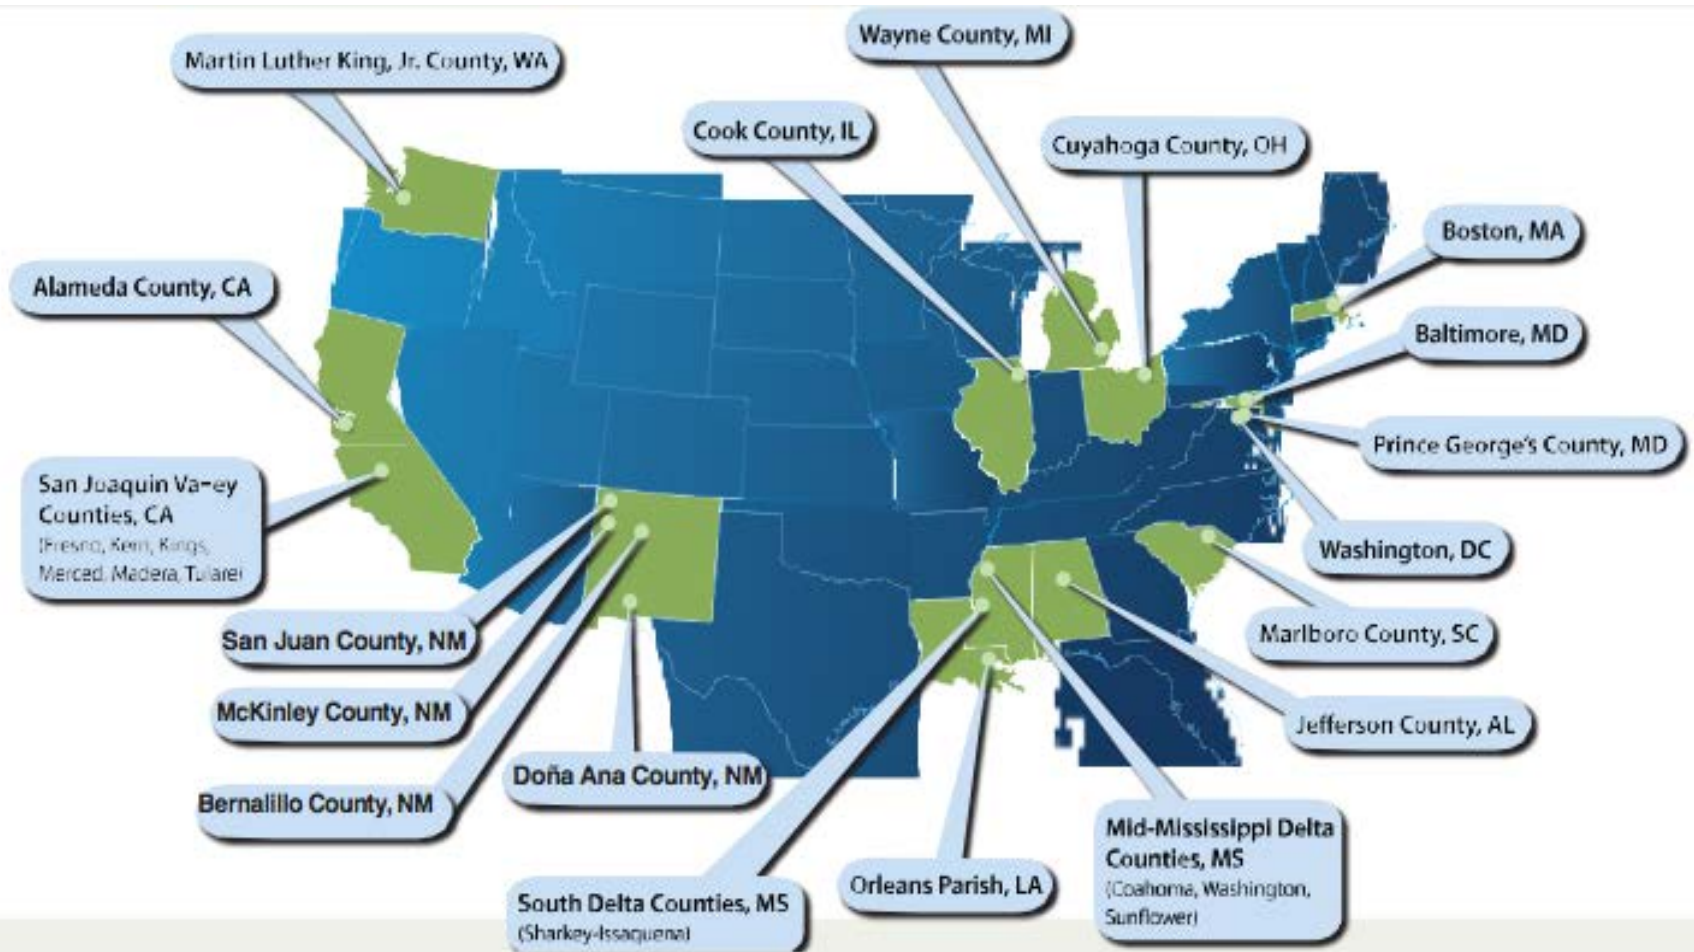 Wayne County, MI
Martin Luther King, Jr. County, WA
Cook County, IL
Cuyahoga County, OH
Boston, MA
Alameda County, CA
Baltimore, MD
Prince George's County, MD
San Joaquin Va–ey
Counties, CA
(Fresno, Kern, Kings,
Merced, Madera, Tulare)
Washington, DC
San Juan County, NM
Marlboro County, SC
McKinley County, NM
Jefferson County, AL
Doña Ana County, NM
Bernalillo County, NM
Mid-Mississippi Delta
Counties, MS
(Coahoma, Washington,
Sunflower)
Orleans Parish, LA
South Delta Counties, MS
(Sharkey-Issaquena)